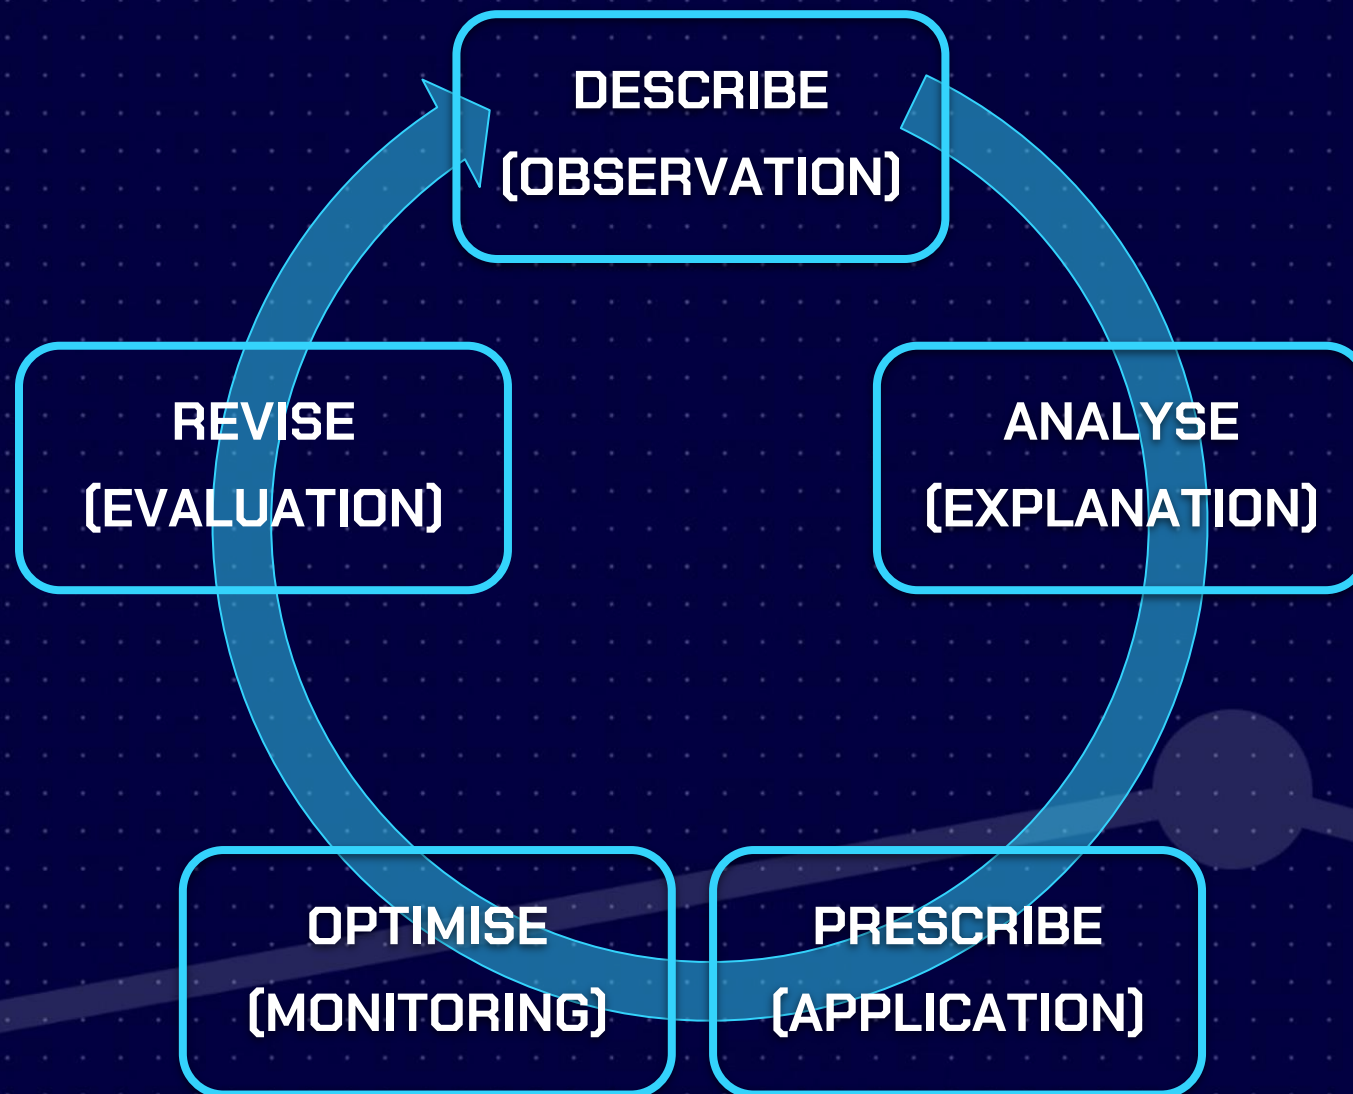 DESCRIBE
(OBSERVATION)
ANALYSE
(EXPLANATION)
PRESCRIBE
(APPLICATION)
OPTIMISE
(MONITORING)
REVISE
(EVALUATION)